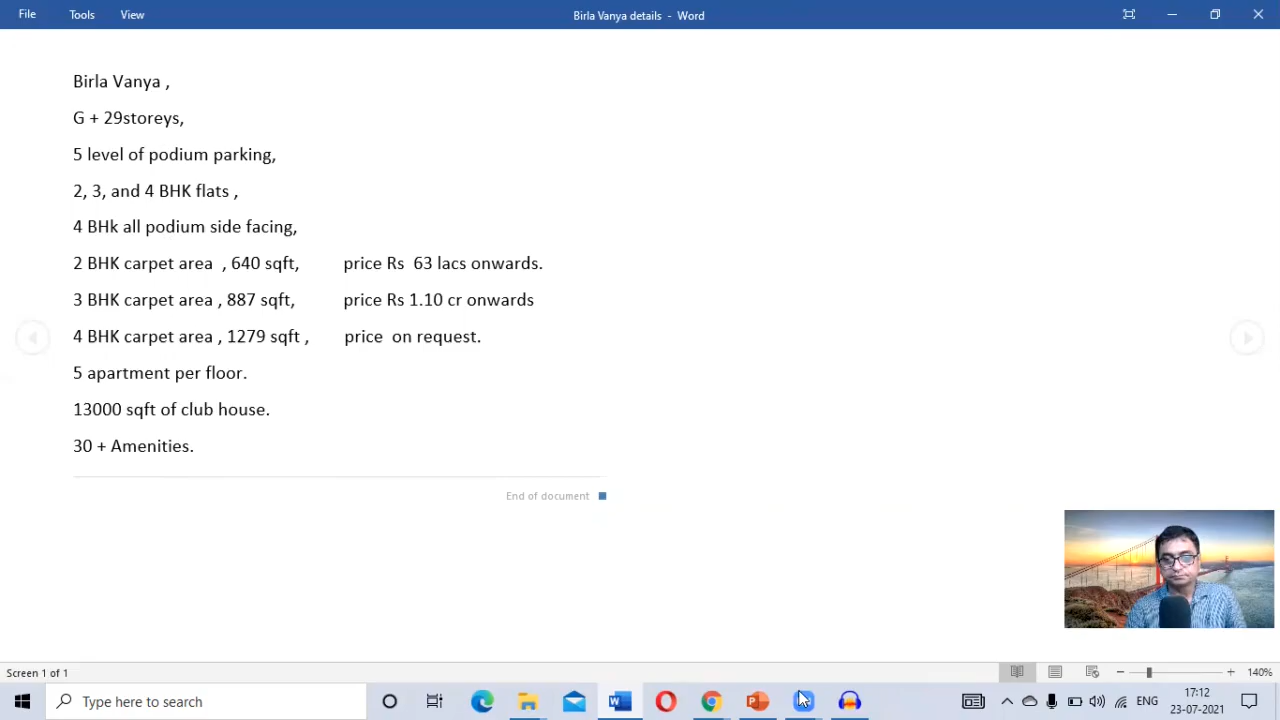 File Tools View Birla Vanya details - Word
Birla Vanya ,
G + 29storeys,
5 level of podium parking,
2, 3, and 4 BHK flats ,
4 BHk all podium side facing,
2 BHK carpet area , 640 sqft, price Rs 63 lacs onwards.
3 BHK carpet area , 887 sqft, price Rs 1.10 cr onwards
4 BHK carpet area , 1279 sqft , price on request.
5 apartment per floor.
13000 sqft of club house.
30 + Amenities.
End of document
Screen 1 of 1 140%
Type here to search ENG 17:12
23-07-2021